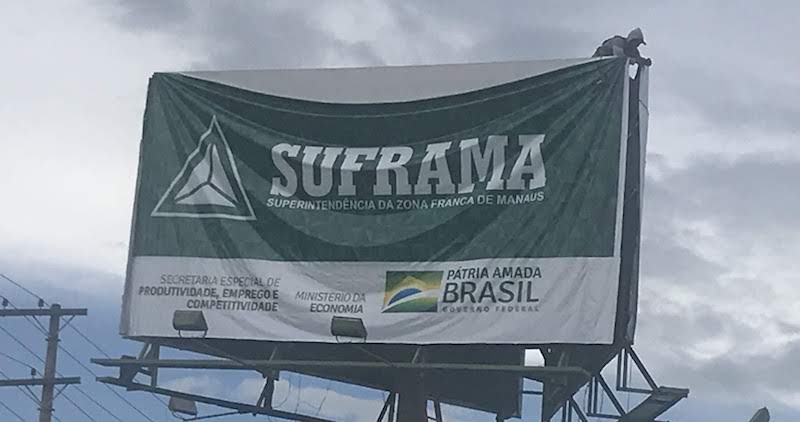 SUFRAMA
SUPERINTENDÊNCIA DA ZONA FRANCA DE MANAUS
SECRETARIA ESPECIAL DE
PRODUTIVIDADE, EMPREGO E
COMPETITIVIDADE
MINISTÉRIO DA
ECONOMIA
PÁTRIA AMADA
BRASIL
GOVERNO FEDERAL